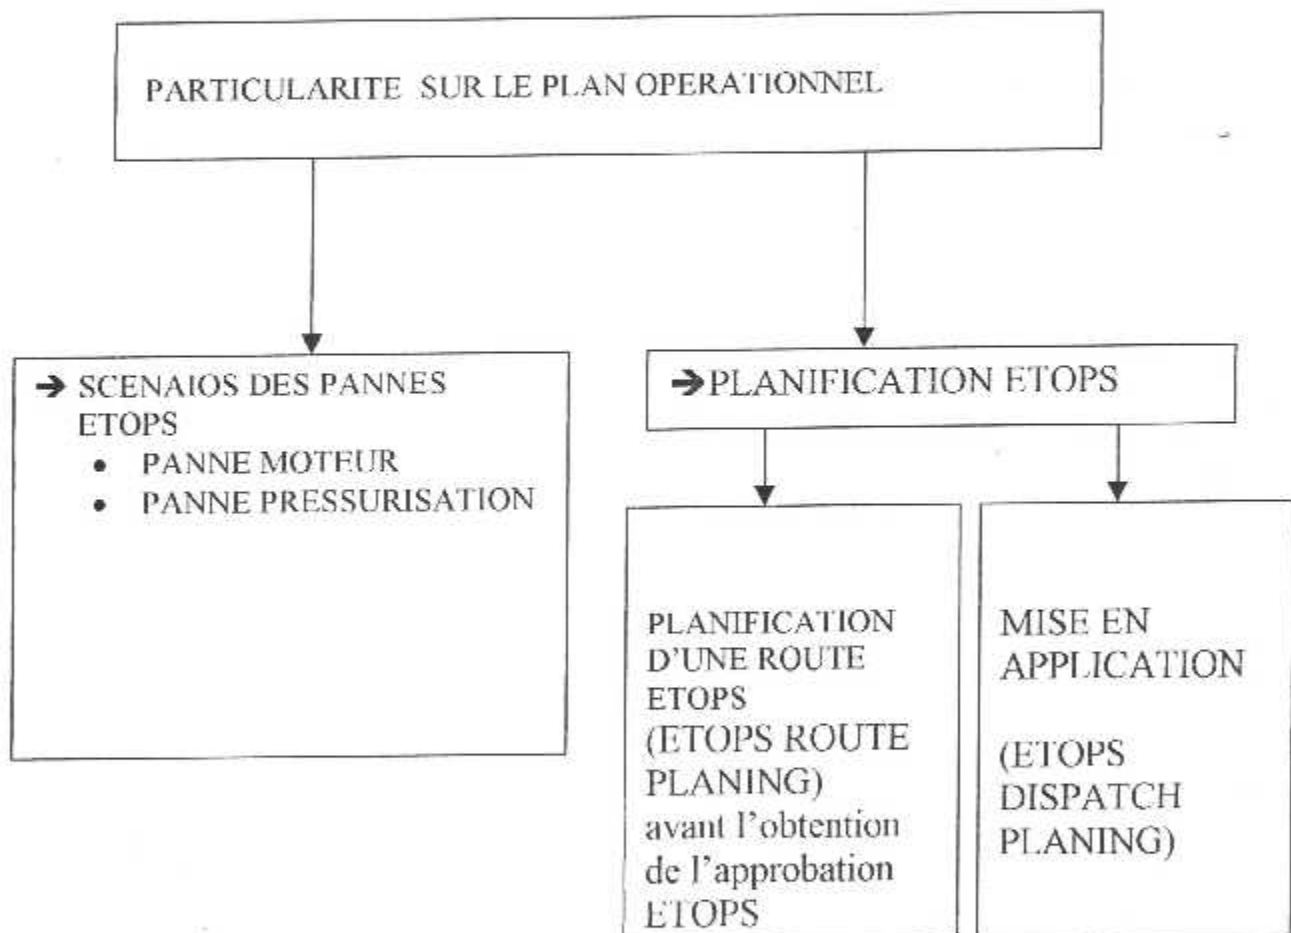 PARTICULARITE SUR LE PLAN OPERATIONNEL
➔ SCENAIOS DES PANNES
ETOPS
• PANNE MOTEUR
• PANNE PRESSURISATION
➔PLANIFICATION ETOPS
PLANIFICATION
D'UNE ROUTE
ETOPS
(ETOPS ROUTE
PLANING)
avant l'obtention
de l'approbation
ETOPS
MISE EN
APPLICATION
(ETOPS
DISPATCH
PLANING)